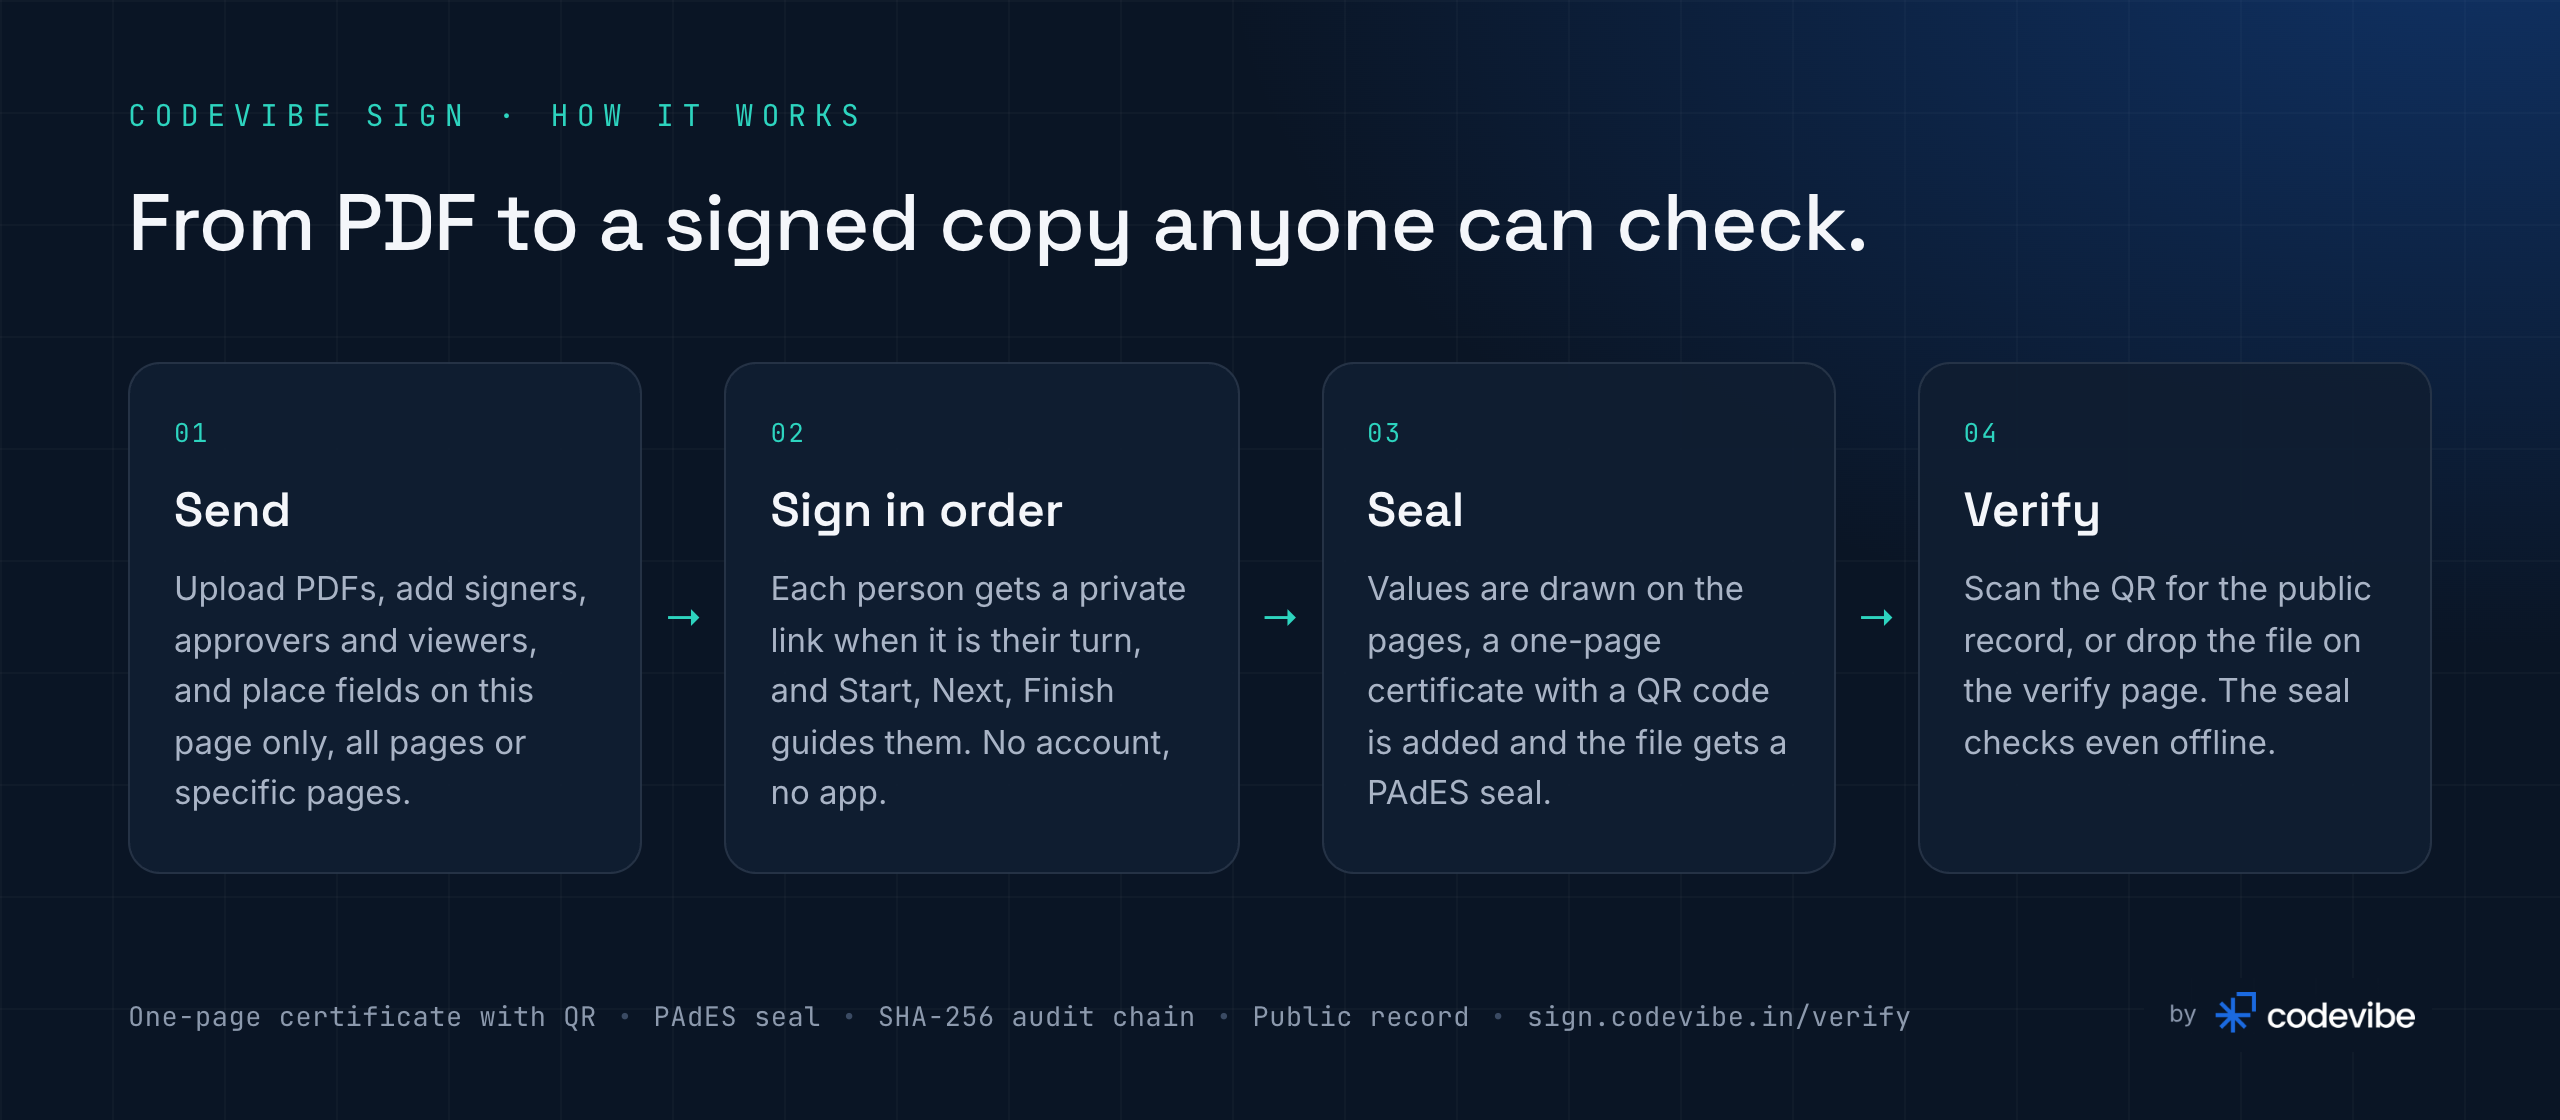 CODEVIBE SIGN · HOW IT WORKS
From PDF to a signed copy anyone can check.
01
Send
Upload PDFs, add signers,
approvers and viewers,
and place fields on this
page only, all pages or
specific pages.
→
02
Sign in order
Each person gets a private
link when it is their turn,
and Start, Next, Finish
guides them. No account,
no app.
→
03
Seal
Values are drawn on the
pages, a one-page
certificate with a QR code
is added and the file gets a
PAdES seal.
→
04
Verify
Scan the QR for the public
record, or drop the file on
the verify page. The seal
checks even offline.
One-page certificate with QR • PAdES seal • SHA-256 audit chain • Public record • sign.codevibe.in/verify
by codevibe